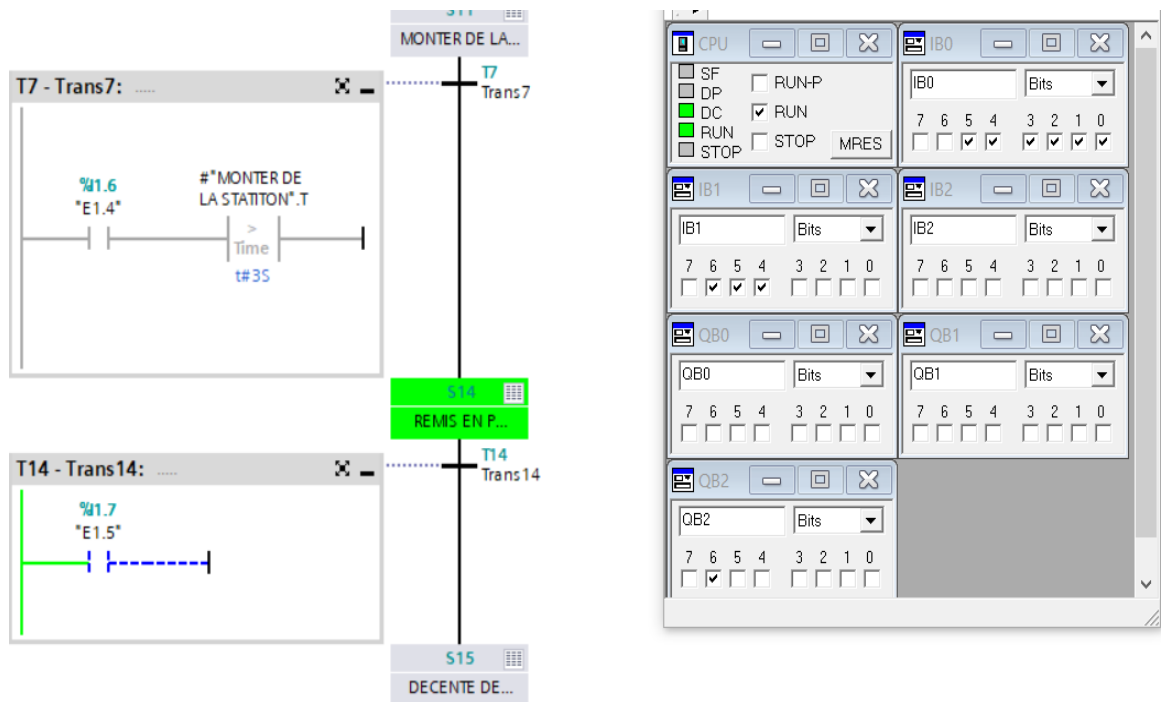 S11
MONTER DE LA...
T7 - Trans7: .....
T7
Trans7
%I1.6
"E1.4"
#"MONTER DE
LA STATITON".T
>
Time
t#3S
S14
REMIS EN P...
T14 - Trans14: .....
T14
Trans14
%I1.7
"E1.5"
S15
DECENTE DE...
CPU
SF
DP
DC
RUN
STOP
RUN-P
RUN
STOP
MRES
IB0
IB0 Bits
7 6 5 4 3 2 1 0
IB1
IB1 Bits
7 6 5 4 3 2 1 0
IB2
IB2 Bits
7 6 5 4 3 2 1 0
QB0
QB0 Bits
7 6 5 4 3 2 1 0
QB1
QB1 Bits
7 6 5 4 3 2 1 0
QB2
QB2 Bits
7 6 5 4 3 2 1 0